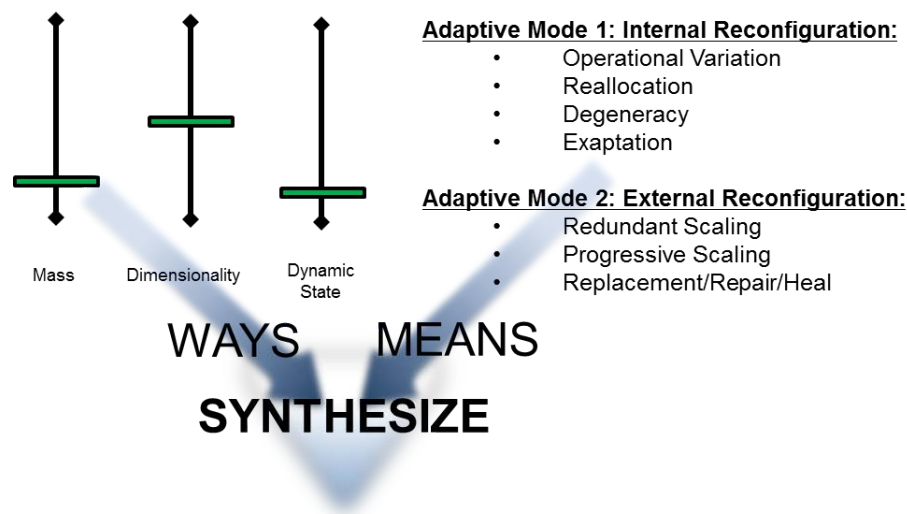 Adaptive Mode 1: Internal Reconfiguration:
• Operational Variation
• Reallocation
• Degeneracy
• Exaptation
Adaptive Mode 2: External Reconfiguration:
• Redundant Scaling
• Progressive Scaling
• Replacement/Repair/Heal
Mass
Dimensionality
Dynamic
State
WAYS
MEANS
SYNTHESIZE